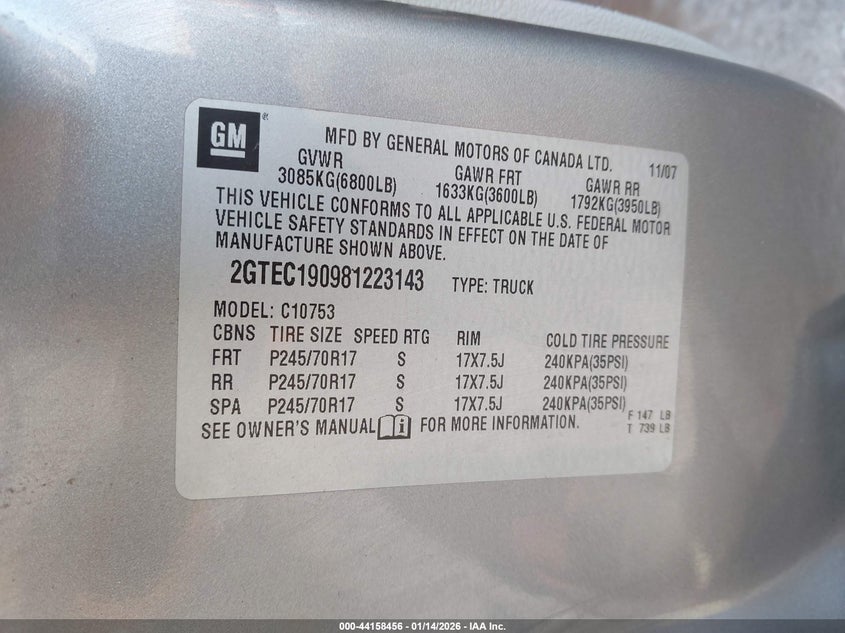 GM®
MFD BY GENERAL MOTORS OF CANADA LTD. 11/07
GVWR GAWR FRT GAWR RR
3085KG(6800LB) 1633KG(3600LB) 1792KG(3950LB)
THIS VEHICLE CONFORMS TO ALL APPLICABLE U.S. FEDERAL MOTOR
VEHICLE SAFETY STANDARDS IN EFFECT ON THE DATE OF
MANUFACTURE SHOWN ABOVE.
2GTEC190981223143 TYPE: TRUCK
MODEL: C10753
CBNS TIRE SIZE SPEED RTG RIM COLD TIRE PRESSURE
FRT P245/70R17 S 17X7.5J 240KPA(35PSI)
RR P245/70R17 S 17X7.5J 240KPA(35PSI)
SPA P245/70R17 S 17X7.5J 240KPA(35PSI)
F 147 LB
SEE OWNER'S MANUAL i FOR MORE INFORMATION. T 739 LB
000-44158456 - 01/14/2026 - IAA Inc.